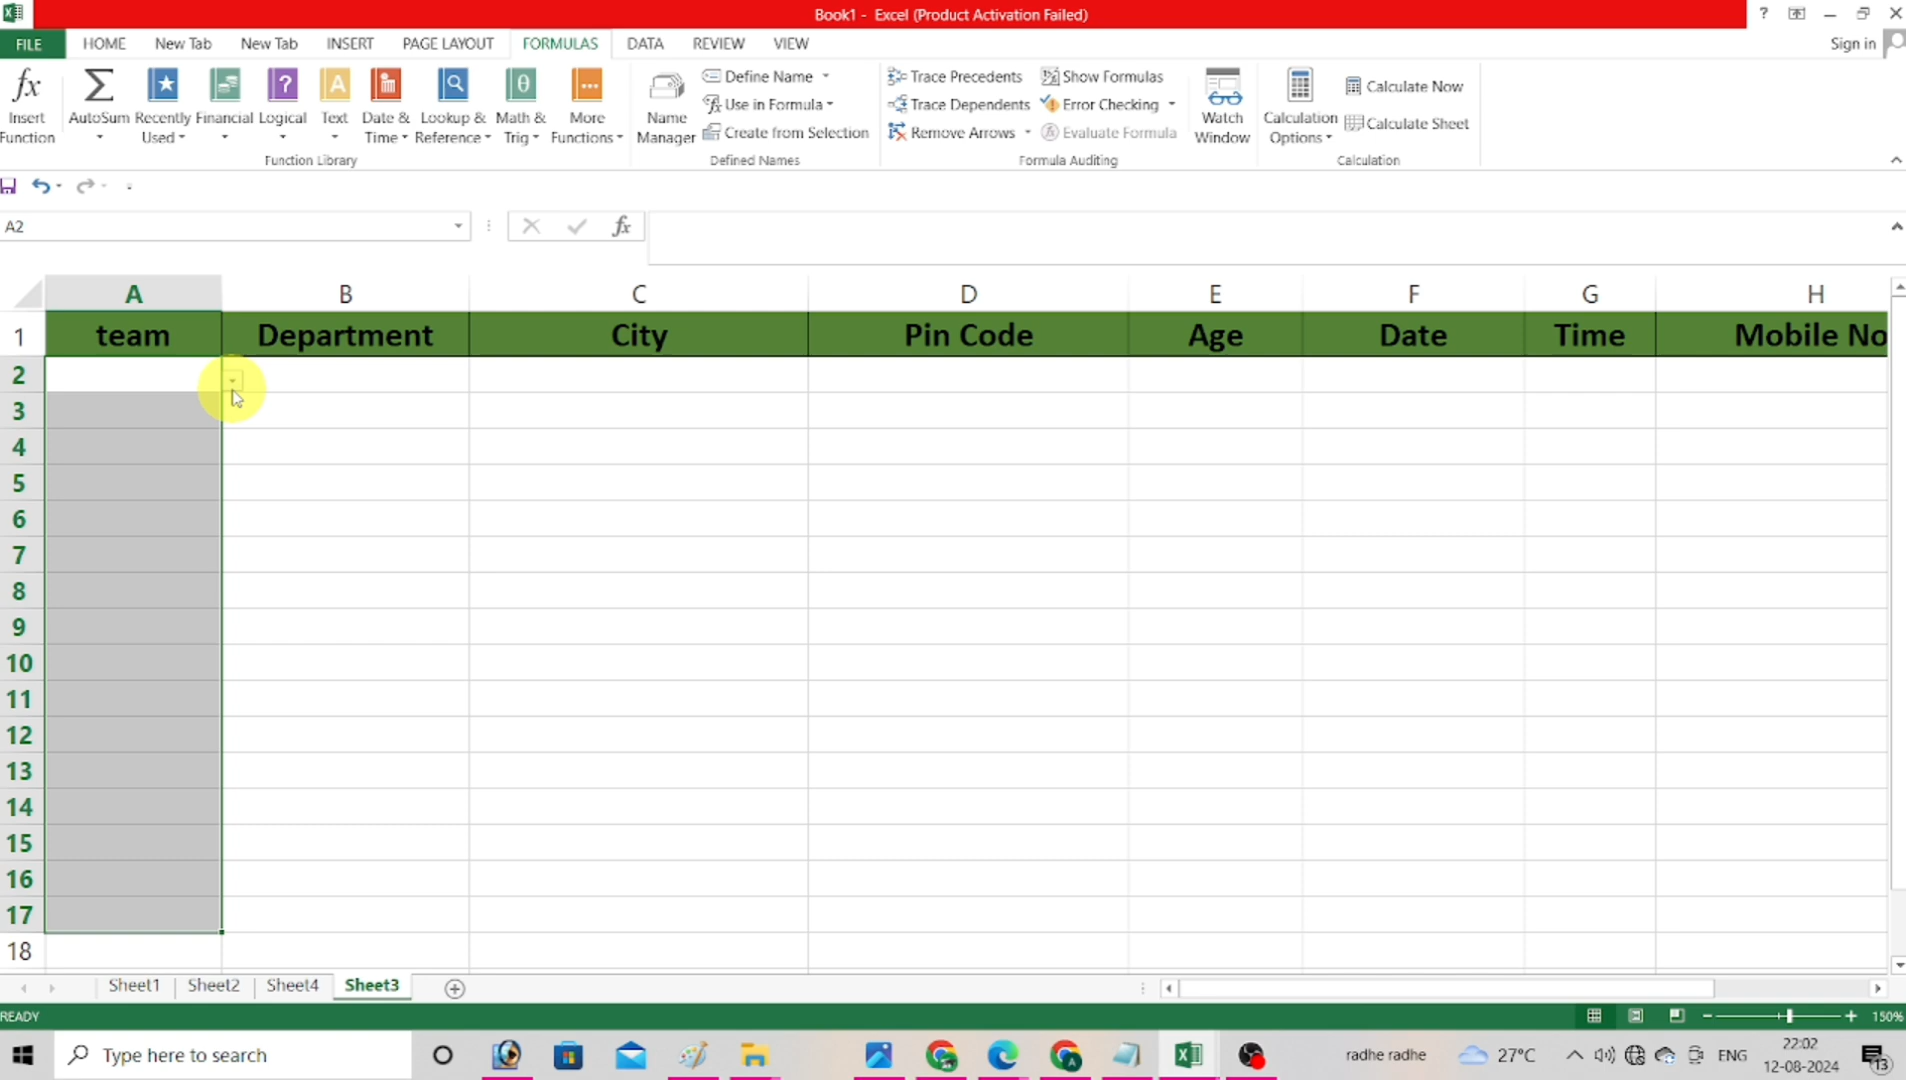 Book1 - Excel (Product Activation Failed)
?
FILE HOME New Tab New Tab INSERT PAGE LAYOUT FORMULAS DATA REVIEW VIEW Sign in
fx Insert Function
Σ AutoSum
Recently Used
Financial
Logical
Text
Date & Time
Lookup & Reference
Math & Trig
More Functions
Function Library
Name Manager
Define Name
Use in Formula
Create from Selection
Defined Names
Trace Precedents
Trace Dependents
Remove Arrows
Show Formulas
Error Checking
Evaluate Formula
Formula Auditing
Watch Window
Calculation Options
Calculate Now
Calculate Sheet
Calculation
A2 fx
A B C D E F G H
1 team Department City Pin Code Age Date Time Mobile No
2
3
4
5
6
7
8
9
10
11
12
13
14
15
16
17
18
Sheet1 Sheet2 Sheet4 Sheet3
READY 150%
Type here to search radhe radhe 27°C ENG 22:02
12-08-2024 13